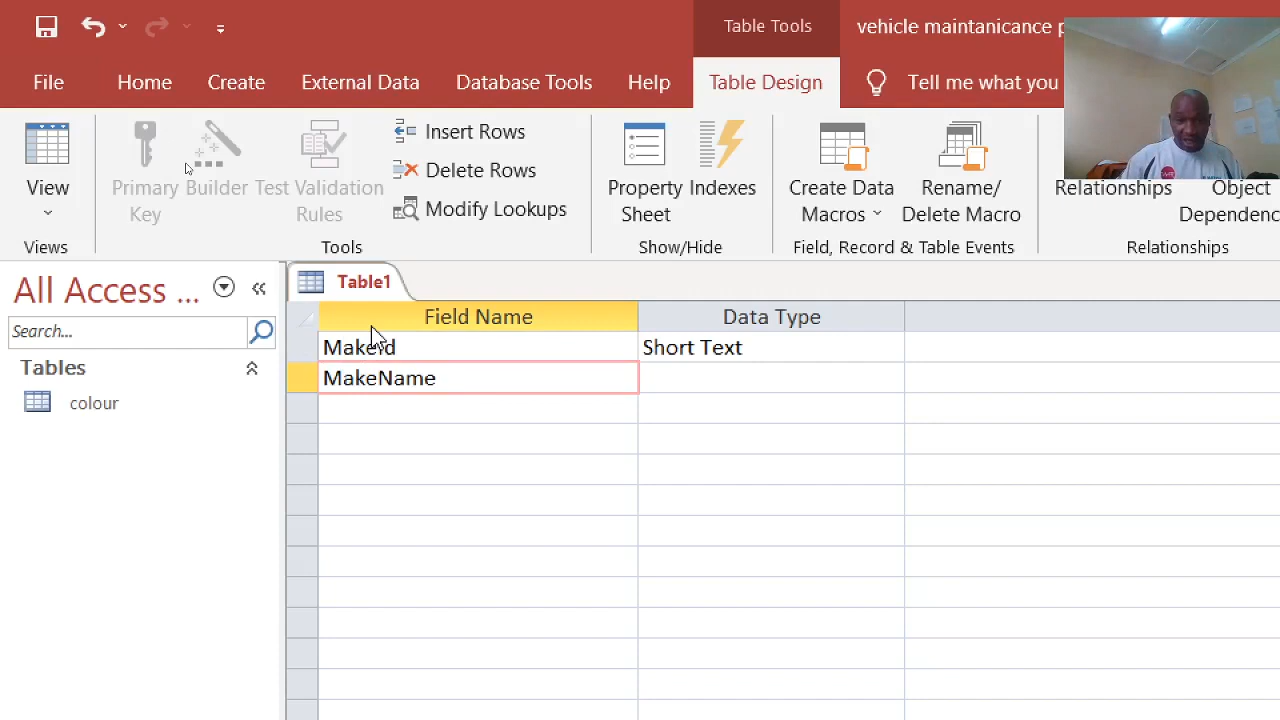 Table Tools
vehicle maintanicance p
File Home Create External Data Database Tools Help Table Design Tell me what you
View
Views
Primary Key
Builder
Test Validation Rules
Insert Rows
Delete Rows
Modify Lookups
Tools
Property Sheet
Indexes
Show/Hide
Create Data Macros
Rename/ Delete Macro
Field, Record & Table Events
Relationships
Object Dependenc
Relationships
All Access ...
Search...
Tables
colour
Table1
Field Name Data Type
MakeId Short Text
MakeName